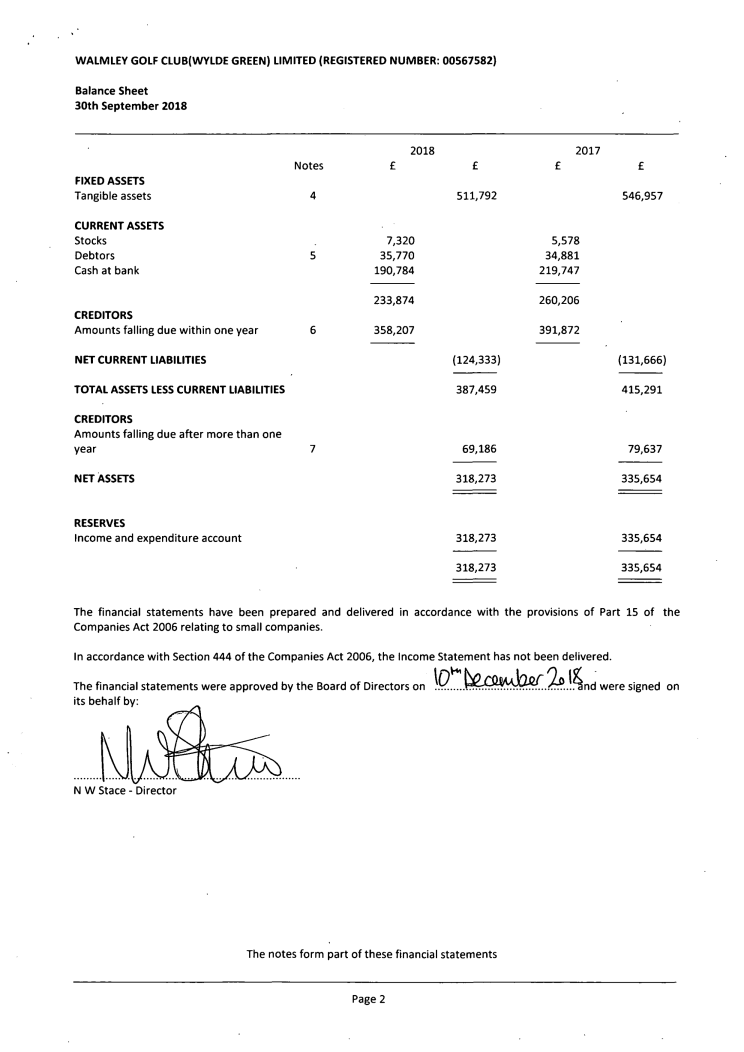 WALMLEY GOLF CLUB(WYLDE GREEN) LIMITED (REGISTERED NUMBER: 00567582)
Balance Sheet
30th September 2018
2018 2017
Notes £ £ £ £
FIXED ASSETS
Tangible assets 4 511,792 546,957
CURRENT ASSETS
Stocks 7,320 5,578
Debtors 5 35,770 34,881
Cash at bank 190,784 219,747
233,874 260,206
CREDITORS
Amounts falling due within one year 6 358,207 391,872
NET CURRENT LIABILITIES (124,333) (131,666)
TOTAL ASSETS LESS CURRENT LIABILITIES 387,459 415,291
CREDITORS
Amounts falling due after more than one
year 7 69,186 79,637
NET ASSETS 318,273 335,654
RESERVES
Income and expenditure account 318,273 335,654
318,273 335,654
The financial statements have been prepared and delivered in accordance with the provisions of Part 15 of the
Companies Act 2006 relating to small companies.
In accordance with Section 444 of the Companies Act 2006, the Income Statement has not been delivered.
The financial statements were approved by the Board of Directors on 10th December 2018 and were signed on
its behalf by:
N W Stace - Director
The notes form part of these financial statements
Page 2